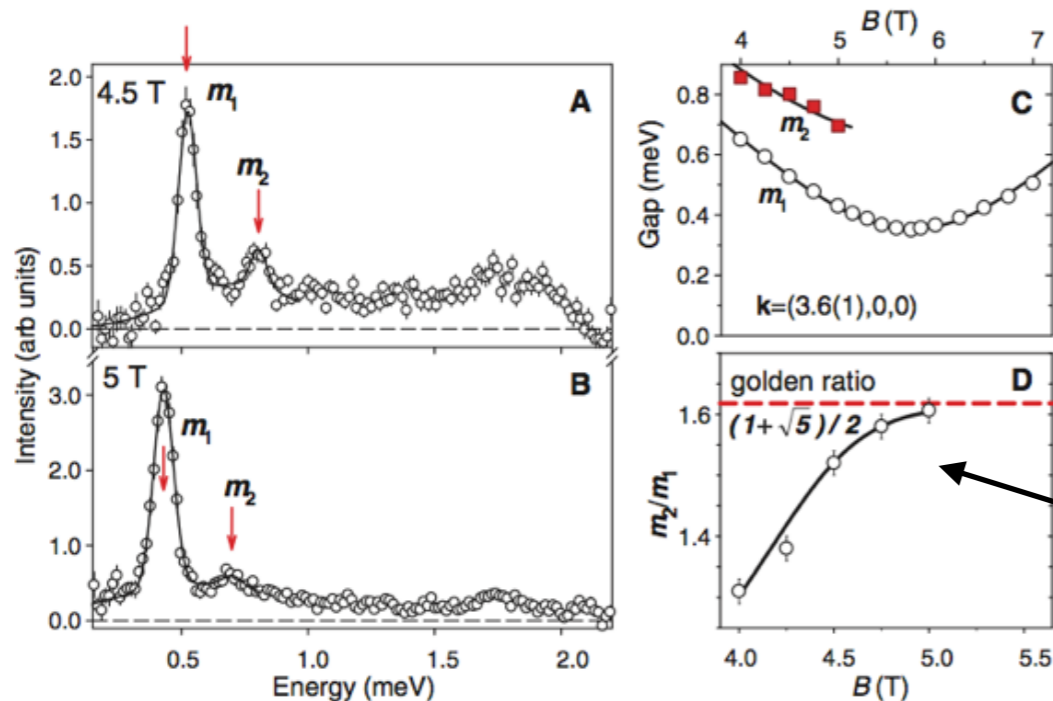 4.5 T
m1
m2
A
2.0
1.5
1.0
0.5
0.0
5 T
B
m1
m2
3.0
2.0
1.0
0.0
Intensity (arb units)
0.5 1.0 1.5 2.0
Energy (meV)
B (T)
4 5 6 7
C
0.8
0.6
0.4
0.2
0.0
Gap (meV)
m2
m1
k=(3.6(1),0,0)
golden ratio
D
(1+√5)/2
1.6
1.4
m2/m1
4.0 4.5 5.0 5.5
B (T)